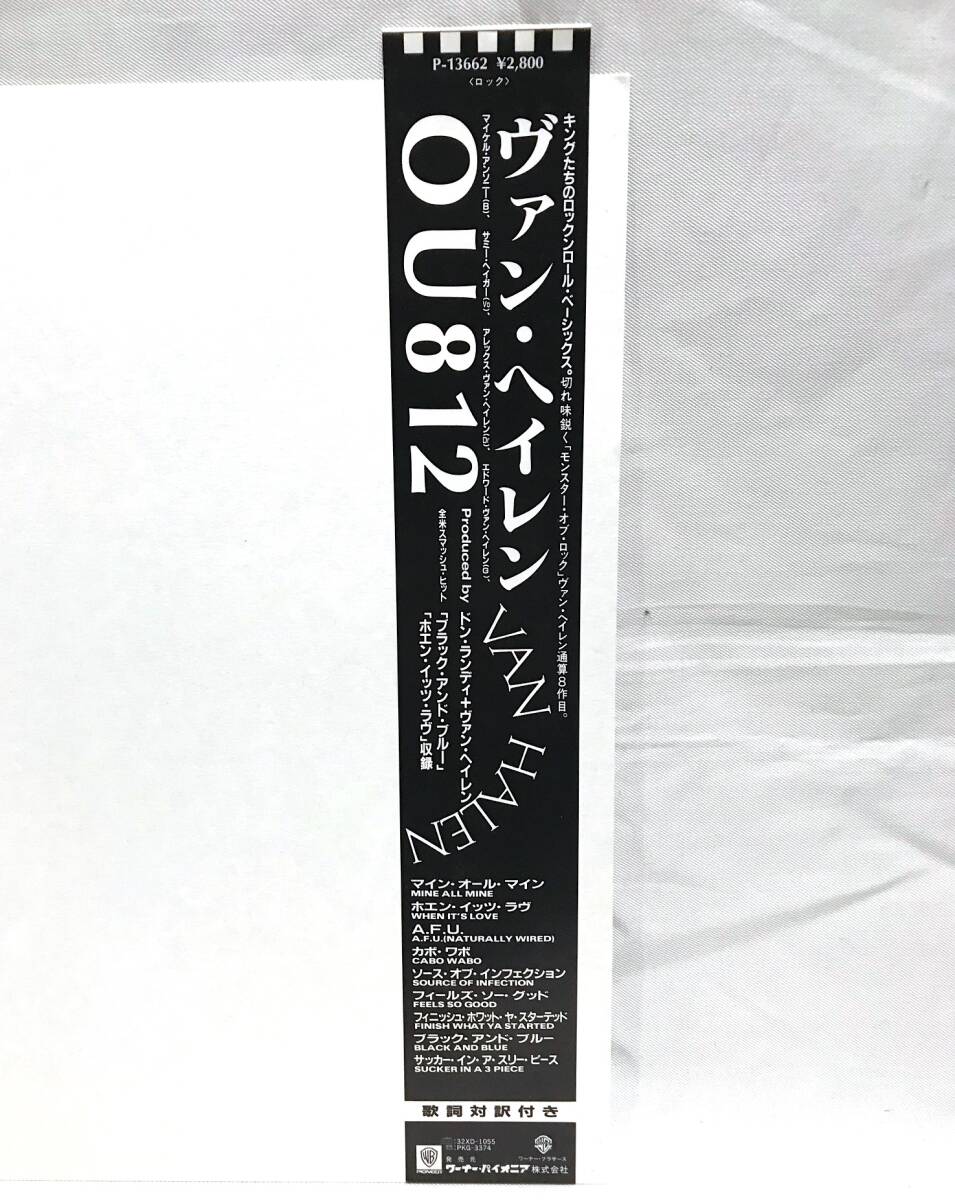 P-13662 ¥2,800
〈ロック〉
キングたちのロックンロール・ベーシックス。切れ味鋭く「モンスター・オブ・ロック」ヴァン・ヘイレン通算8作目。
ヴァン・ヘイレン
VAN HALEN
マイケル・アンソニー(B)、サミー・ヘイガー(Vo)、アレックス・ヴァン・ヘイレン(Dr)、エドワード・ヴァン・ヘイレン(G)、
OU812
Produced by ドン・ランディ+ヴァン・ヘイレン
全米スマッシュ・ヒット
「ブラック・アンド・ブルー」
「ホエン・イッツ・ラヴ」収録
マイン・オール・マイン
MINE ALL MINE
ホエン・イッツ・ラヴ
WHEN IT'S LOVE
A.F.U.
A.F.U.(NATURALLY WIRED)
カボ・ワボ
CABO WABO
ソース・オブ・インフェクション
SOURCE OF INFECTION
フィールズ・ソー・グッド
FEELS SO GOOD
フィニッシュ・ホワット・ヤ・スターテッド
FINISH WHAT YA STARTED
ブラック・アンド・ブルー
BLACK AND BLUE
サッカー・イン・ア・スリー・ピース
SUCKER IN A 3 PIECE
歌詞対訳付き
:32XD-1055
:PKG-3374
発売元
ワーナー・ブラザース
PIONEER
ワーナー・パイオニア株式会社